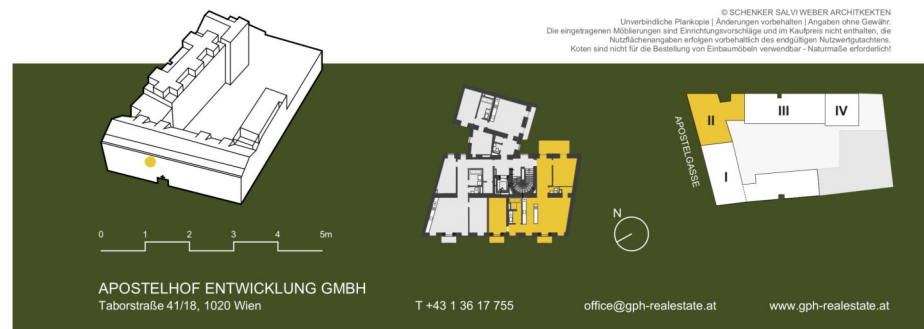 © SCHENKER SALVI WEBER ARCHITKEKTEN
Unverbindliche Plankopie | Änderungen vorbehalten | Angaben ohne Gewähr.
Die eingetragenen Möblierungen sind Einrichtungsvorschläge und im Kaufpreis nicht enthalten, die
Nutzflächenangaben erfolgen vorbehaltlich des endgültigen Nutzwertgutachtens.
Koten sind nicht für die Bestellung von Einbaumöbeln verwendbar - Naturmaße erforderlich!
II
III
IV
I
APOSTELGASSE
N
0 1 2 3 4 5m
APOSTELHOF ENTWICKLUNG GMBH
Taborstraße 41/18, 1020 Wien
T +43 1 36 17 755
office@gph-realestate.at
www.gph-realestate.at